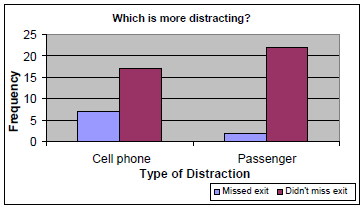 Which is more distracting?
Frequency
25
20
15
10
5
0
Cell phone Passenger
Type of Distraction
Missed exit Didn't miss exit